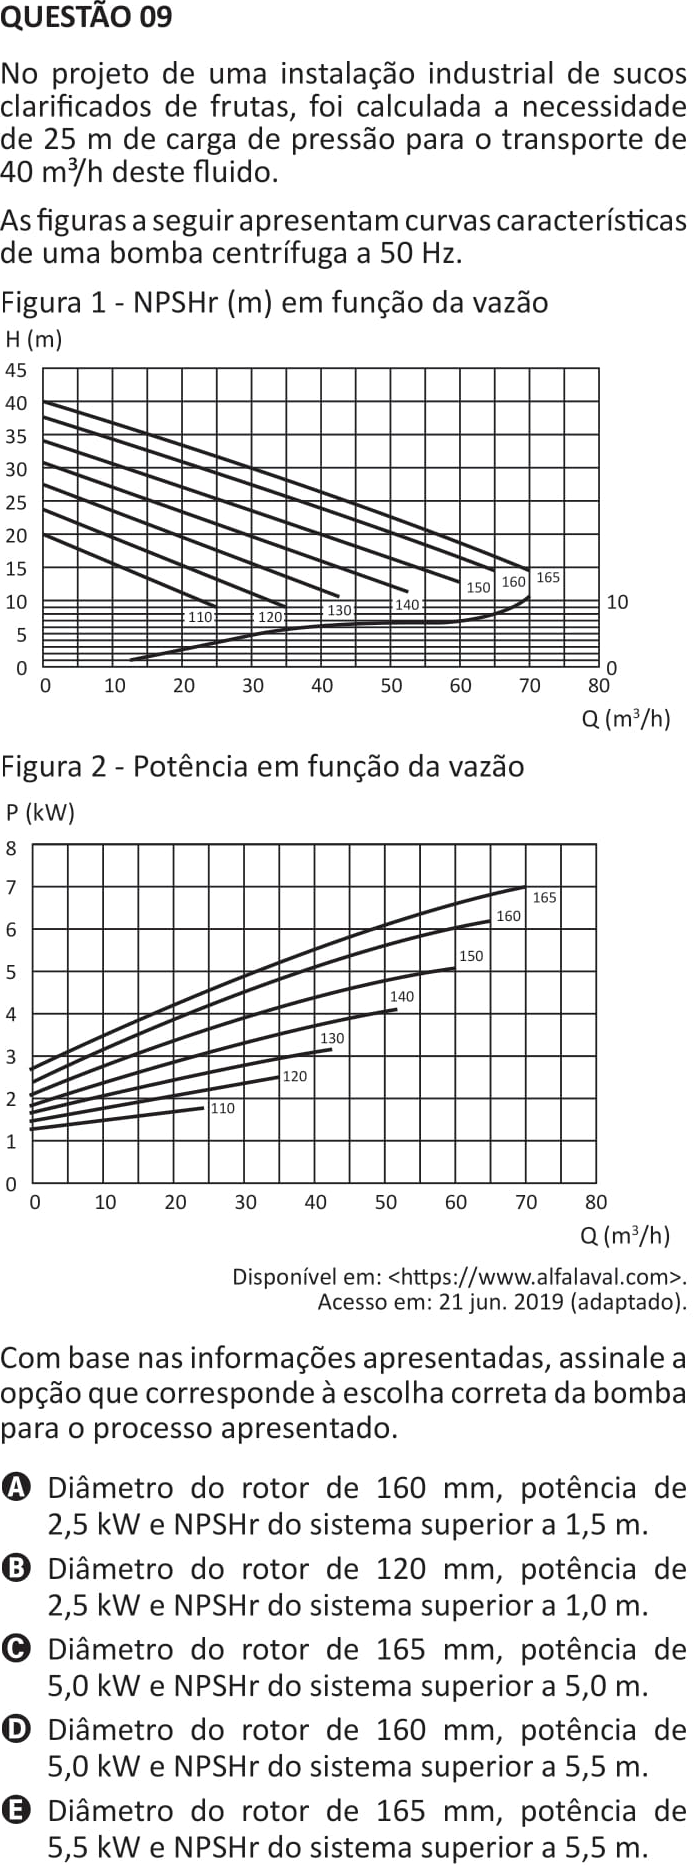 QUESTÃO 09
No projeto de uma instalação industrial de sucos
clarificados de frutas, foi calculada a necessidade
de 25 m de carga de pressão para o transporte de
40 m³/h deste fluido.
As figuras a seguir apresentam curvas características
de uma bomba centrífuga a 50 Hz.
Figura 1 - NPSHr (m) em função da vazão
H (m)
45
40
35
30
25
20
15
10
5
0
165
160
150
140
130
120
110
10
0
0 10 20 30 40 50 60 70 80
Q (m³/h)
Figura 2 - Potência em função da vazão
P (kW)
8
7
6
5
4
3
2
1
0
165
160
150
140
130
120
110
0 10 20 30 40 50 60 70 80
Q (m³/h)
Disponível em: <https://www.alfalaval.com>.
Acesso em: 21 jun. 2019 (adaptado).
Com base nas informações apresentadas, assinale a
opção que corresponde à escolha correta da bomba
para o processo apresentado.
A Diâmetro do rotor de 160 mm, potência de
2,5 kW e NPSHr do sistema superior a 1,5 m.
B Diâmetro do rotor de 120 mm, potência de
2,5 kW e NPSHr do sistema superior a 1,0 m.
C Diâmetro do rotor de 165 mm, potência de
5,0 kW e NPSHr do sistema superior a 5,0 m.
D Diâmetro do rotor de 160 mm, potência de
5,0 kW e NPSHr do sistema superior a 5,5 m.
E Diâmetro do rotor de 165 mm, potência de
5,5 kW e NPSHr do sistema superior a 5,5 m.